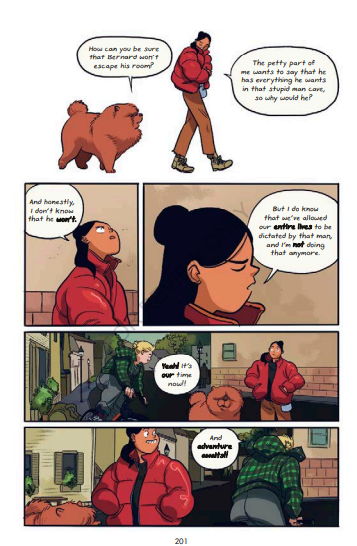 How can you be sure
that Bernard won't
escape his room?
The petty part of
me wants to say that he
has everything he wants
in that stupid man cave,
so why would he?
And honestly,
I don't know
that he won't.
But I do know
that we've allowed
our entire lives to be
dictated by that man,
and I'm not doing
that anymore.
Yeah! It's
our time
now!!
And
adventure
awaits!!
201